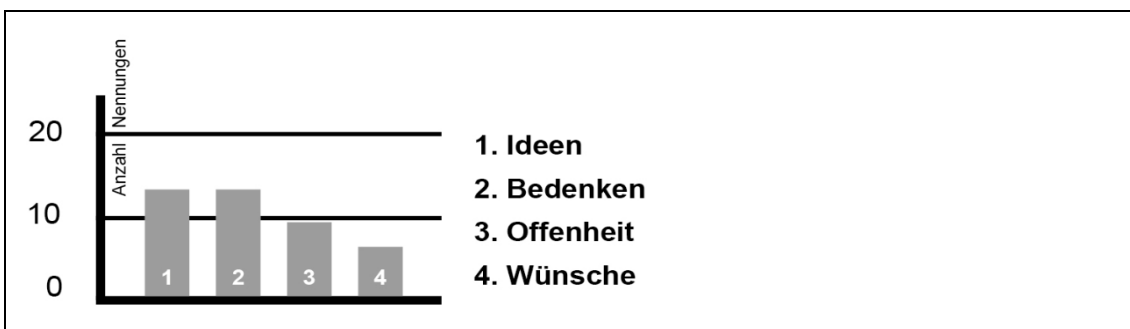 Anzahl Nennungen
20
10
0
1 2 3 4
1. Ideen
2. Bedenken
3. Offenheit
4. Wünsche